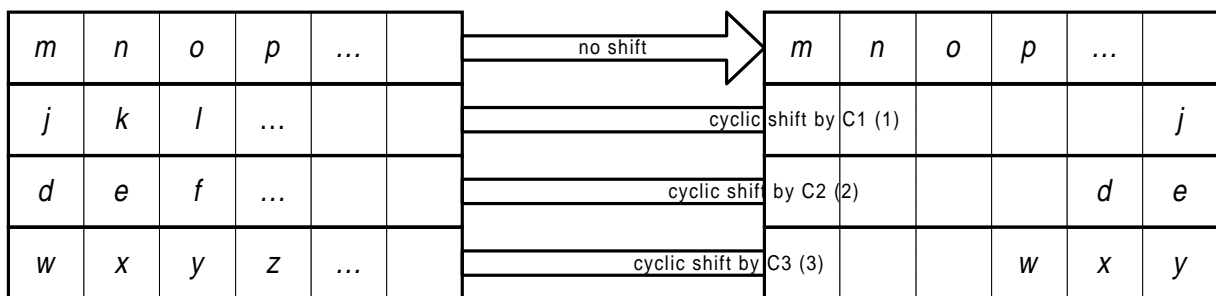 m n o p ... no shift m n o p ...
j k l ... cyclic shift by C1 (1) j
d e f ... cyclic shift by C2 (2) d e
w x y z ... cyclic shift by C3 (3) w x y